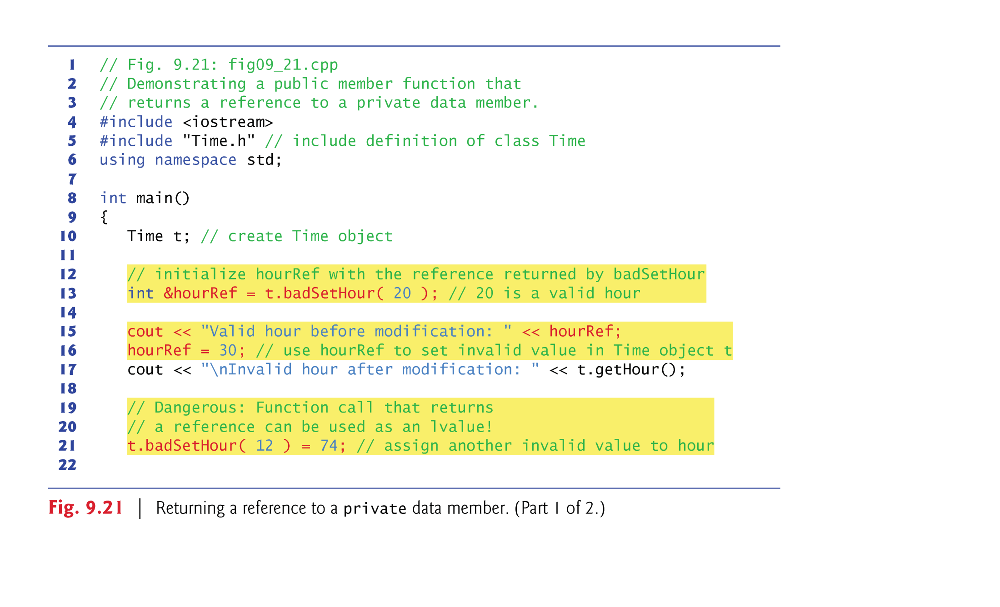 1 // Fig. 9.21: fig09_21.cpp
2 // Demonstrating a public member function that
3 // returns a reference to a private data member.
4 #include <iostream>
5 #include "Time.h" // include definition of class Time
6 using namespace std;
7
8 int main()
9 {
10    Time t; // create Time object
11
12    // initialize hourRef with the reference returned by badSetHour
13    int &hourRef = t.badSetHour( 20 ); // 20 is a valid hour
14
15    cout << "Valid hour before modification: " << hourRef;
16    hourRef = 30; // use hourRef to set invalid value in Time object t
17    cout << "\nInvalid hour after modification: " << t.getHour();
18
19    // Dangerous: Function call that returns
20    // a reference can be used as an lvalue!
21    t.badSetHour( 12 ) = 74; // assign another invalid value to hour
22
Fig. 9.21 | Returning a reference to a private data member. (Part 1 of 2.)